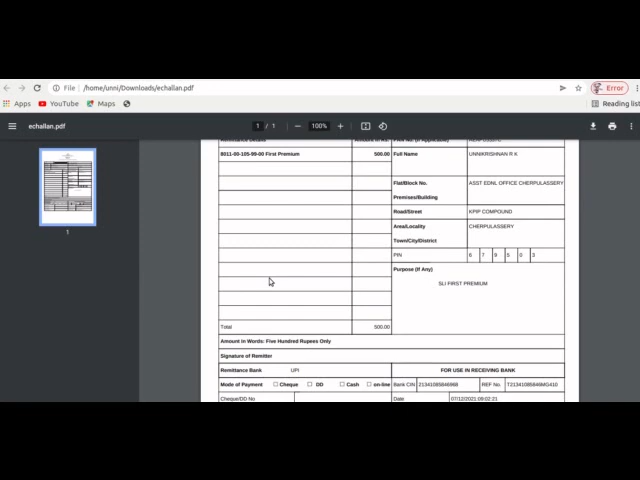 File /home/unni/Downloads/echallan.pdf
Error
Apps YouTube Maps Reading list
echallan.pdf 1 / 1 100%
8011-00-105-99-00 First Premium 500.00 Full Name UNNIKRISHNAN R K
Flat/Block No. ASST EDNL OFFICE CHERPULASSERY
Premises/Building
Road/Street KPIP COMPOUND
Area/Locality CHERPULASSERY
Town/City/District
PIN 6 7 9 5 0 3
1
Purpose (If Any)
SLI FIRST PREMIUM
Total 500.00
Amount in Words: Five Hundred Rupees Only
Signature of Remitter
Remittance Bank UPI FOR USE IN RECEIVING BANK
Mode of Payment Cheque DD Cash on-line Bank CIN REF No.
Cheque/DD No Date 07/12/2021;09:02:21